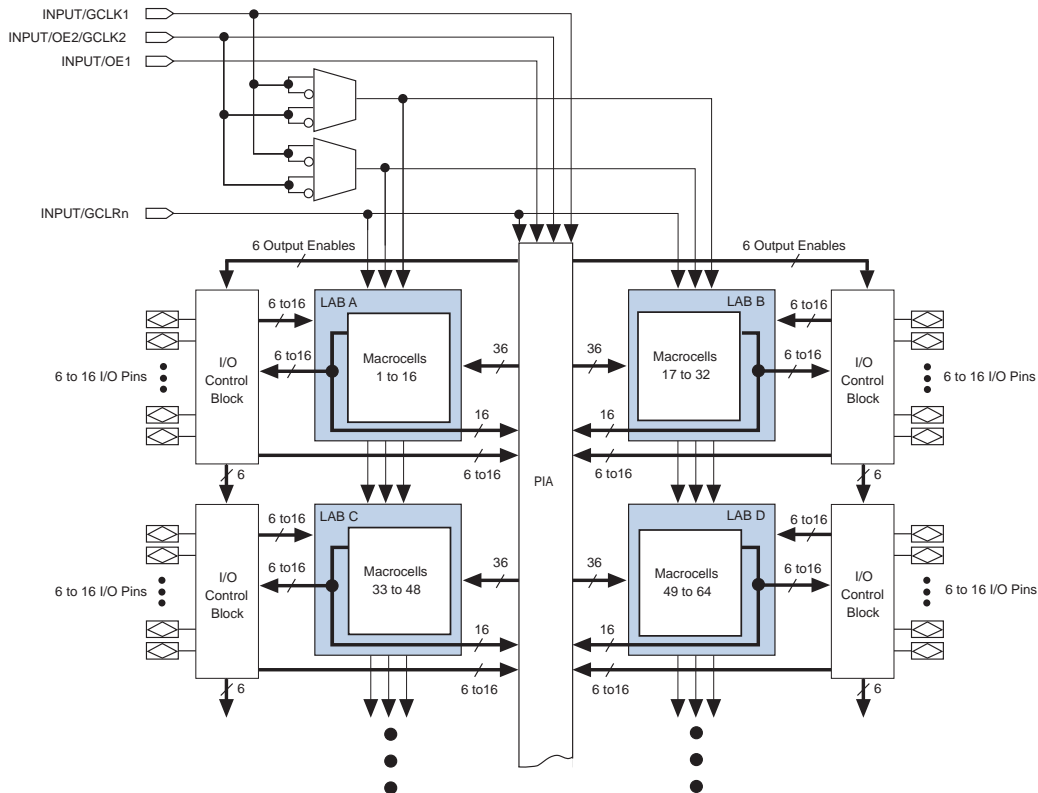 INPUT/GCLK1
INPUT/OE2/GCLK2
INPUT/OE1
INPUT/GCLRn
6 Output Enables
6 Output Enables
LAB A
LAB B
6 to16
6 to16
I/O
Control
Block
6 to16
Macrocells
1 to 16
36
36
Macrocells
17 to 32
6 to16
I/O
Control
Block
6 to 16 I/O Pins
6 to 16 I/O Pins
16
16
6 to16
6 to16
PIA
6
6
LAB C
LAB D
6 to16
6 to16
I/O
Control
Block
6 to16
Macrocells
33 to 48
36
36
Macrocells
49 to 64
6 to16
I/O
Control
Block
6 to 16 I/O Pins
6 to 16 I/O Pins
16
16
6 to16
6 to16
6
6